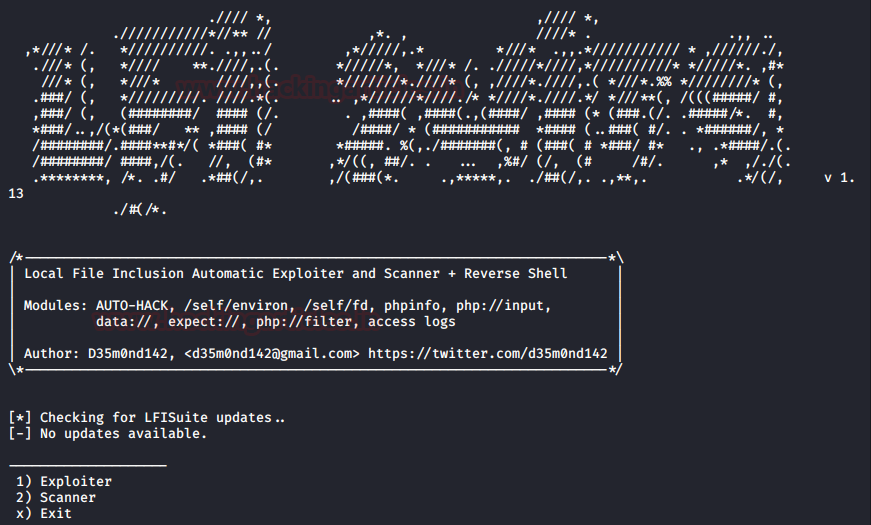 v 1.
13
Local File Inclusion Automatic Exploiter and Scanner + Reverse Shell
Modules: AUTO-HACK, /self/environ, /self/fd, phpinfo, php://input,
data://, expect://, php://filter, access logs
Author: D35m0nd142, <d35m0nd142@gmail.com> https://twitter.com/d35m0nd142
[*] Checking for LFISuite updates..
[-] No updates available.
1) Exploiter
2) Scanner
x) Exit